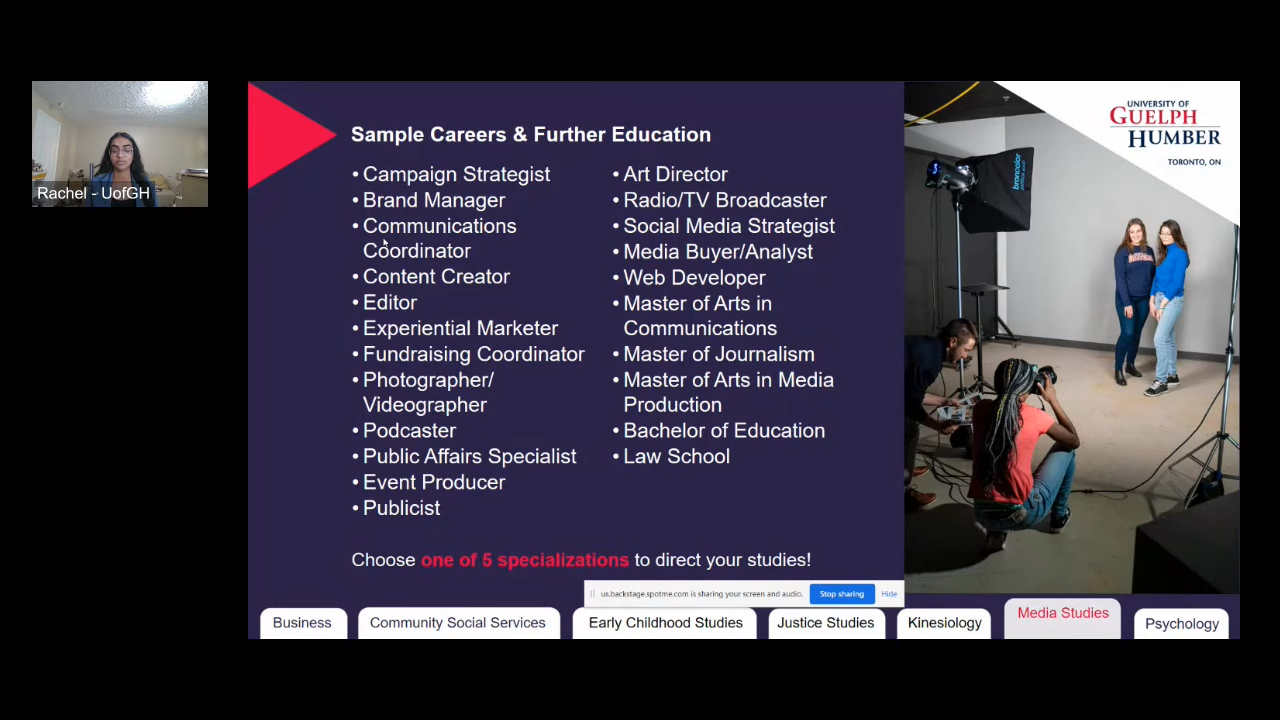 Rachel - UofGH
UNIVERSITY OF
GUELPH
HUMBER
TORONTO, ON
Sample Careers & Further Education
• Campaign Strategist
• Brand Manager
• Communications
Coordinator
• Content Creator
• Editor
• Experiential Marketer
• Fundraising Coordinator
• Photographer/
Videographer
• Podcaster
• Public Affairs Specialist
• Event Producer
• Publicist
• Art Director
• Radio/TV Broadcaster
• Social Media Strategist
• Media Buyer/Analyst
• Web Developer
• Master of Arts in
Communications
• Master of Journalism
• Master of Arts in Media
Production
• Bachelor of Education
• Law School
broncolor
Choose one of 5 specializations to direct your studies!
us.backstage.spotme.com is sharing your screen and audio.
Stop sharing
Hide
Business
Community Social Services
Early Childhood Studies
Justice Studies
Kinesiology
Media Studies
Psychology